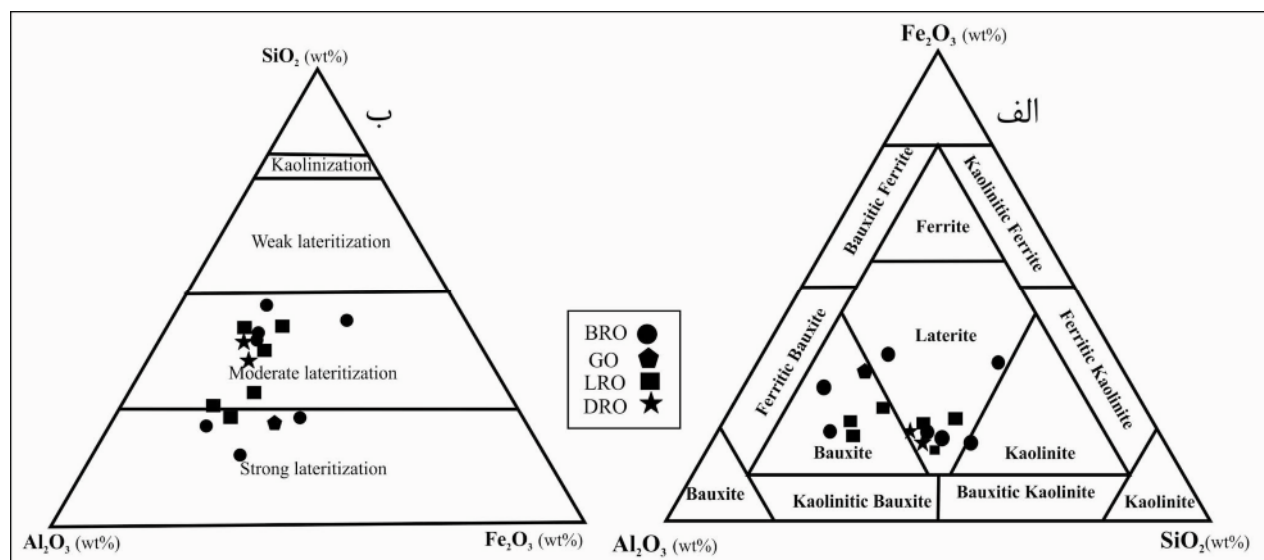 SiO₂ (wt%)
ب
Kaolinization
Weak lateritization
Moderate lateritization
Strong lateritization
Al₂O₃ (wt%)
Fe₂O₃ (wt%)
BRO
GO
LRO
DRO
Fe₂O₃ (wt%)
الف
Bauxitic Ferrite
Kaolinitic Ferrite
Ferrite
Laterite
Ferritic Bauxite
Ferritic Kaolinite
Bauxite
Kaolinite
Bauxite
Kaolinitic Bauxite
Bauxitic Kaolinite
Kaolinite
Al₂O₃ (wt%)
SiO₂(wt%)